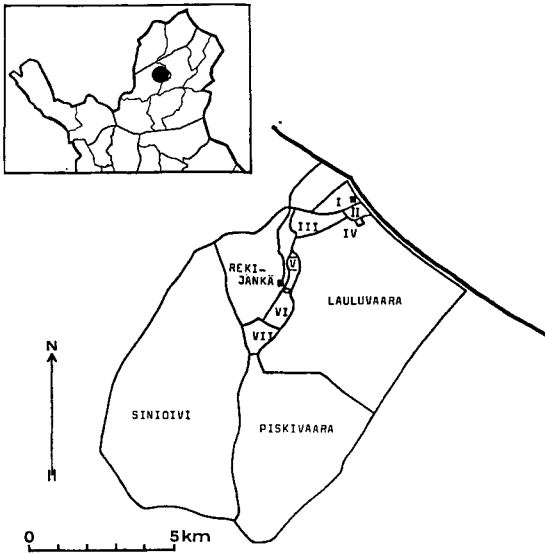 I
II
III
IV
V
REKI-
JÄNKÄ
LAULUVAARA
VI
VII
N
SINIOIVI
PISKIVAARA
0 5km